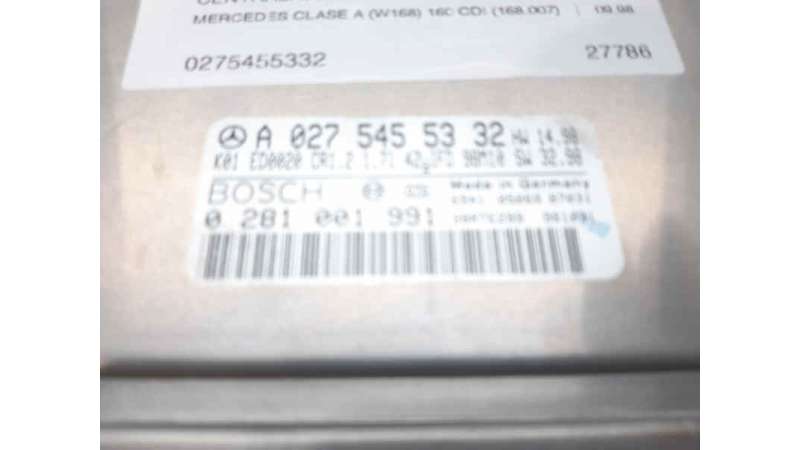 MERCEDES CLASE A (W168) 160 CDI (168.007) | 09.98
0275455332 27786
A 027 545 53 32 HW 14.98
K01 ED0020 CR1.2 1.7l 98M10 SW 32.98
BOSCH Made in Germany
0 281 001 991